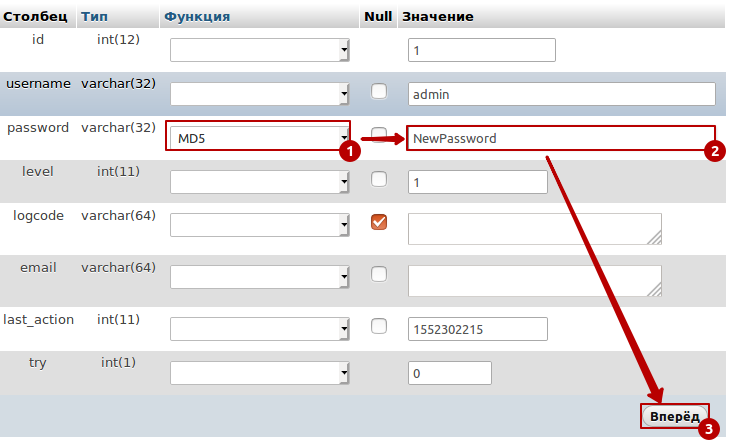 Столбец Тип Функция Null Значение
id int(12) 1
username varchar(32) admin
password varchar(32) MD5 1 NewPassword 2
level int(11) 1
logcode varchar(64)
email varchar(64)
last_action int(11) 1552302215
try int(1) 0
Вперёд 3